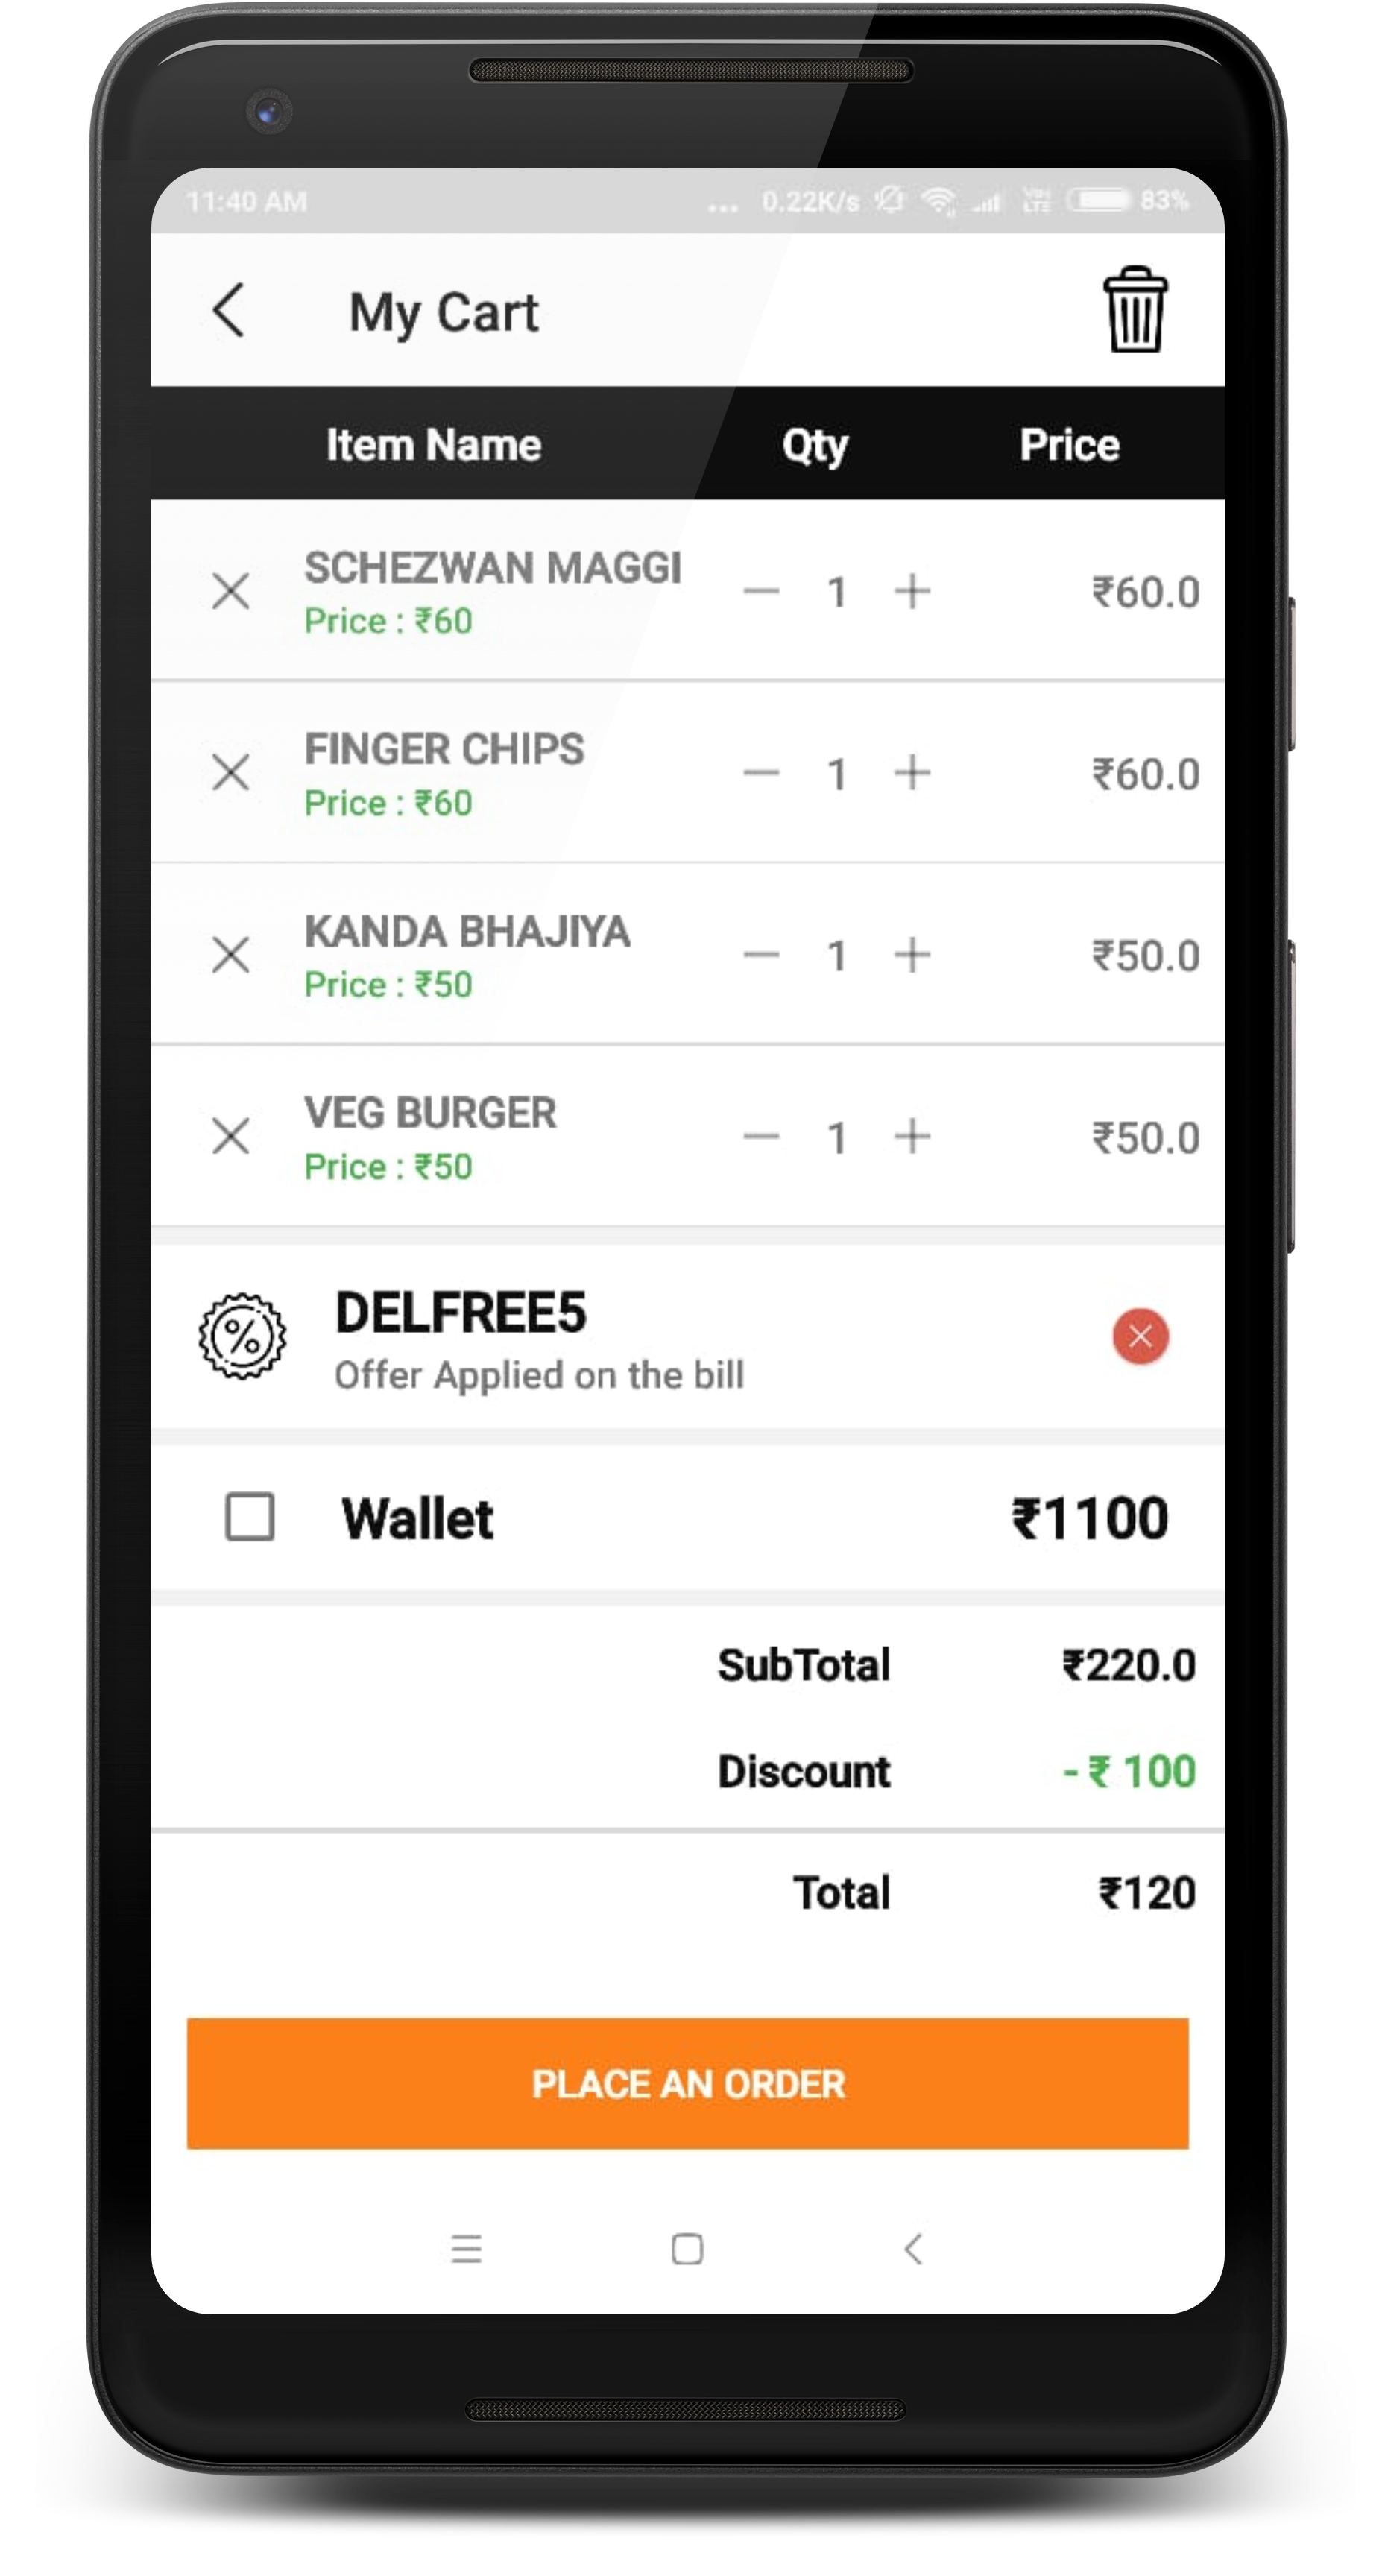 11:40 AM ... 0.22K/s VoLTE 83%
My Cart
Item Name Qty Price
SCHEZWAN MAGGI
Price : ₹60
1 ₹60.0
FINGER CHIPS
Price : ₹60
1 ₹60.0
KANDA BHAJIYA
Price : ₹50
1 ₹50.0
VEG BURGER
Price : ₹50
1 ₹50.0
DELFREE5
Offer Applied on the bill
Wallet ₹1100
SubTotal ₹220.0
Discount - ₹ 100
Total ₹120
PLACE AN ORDER